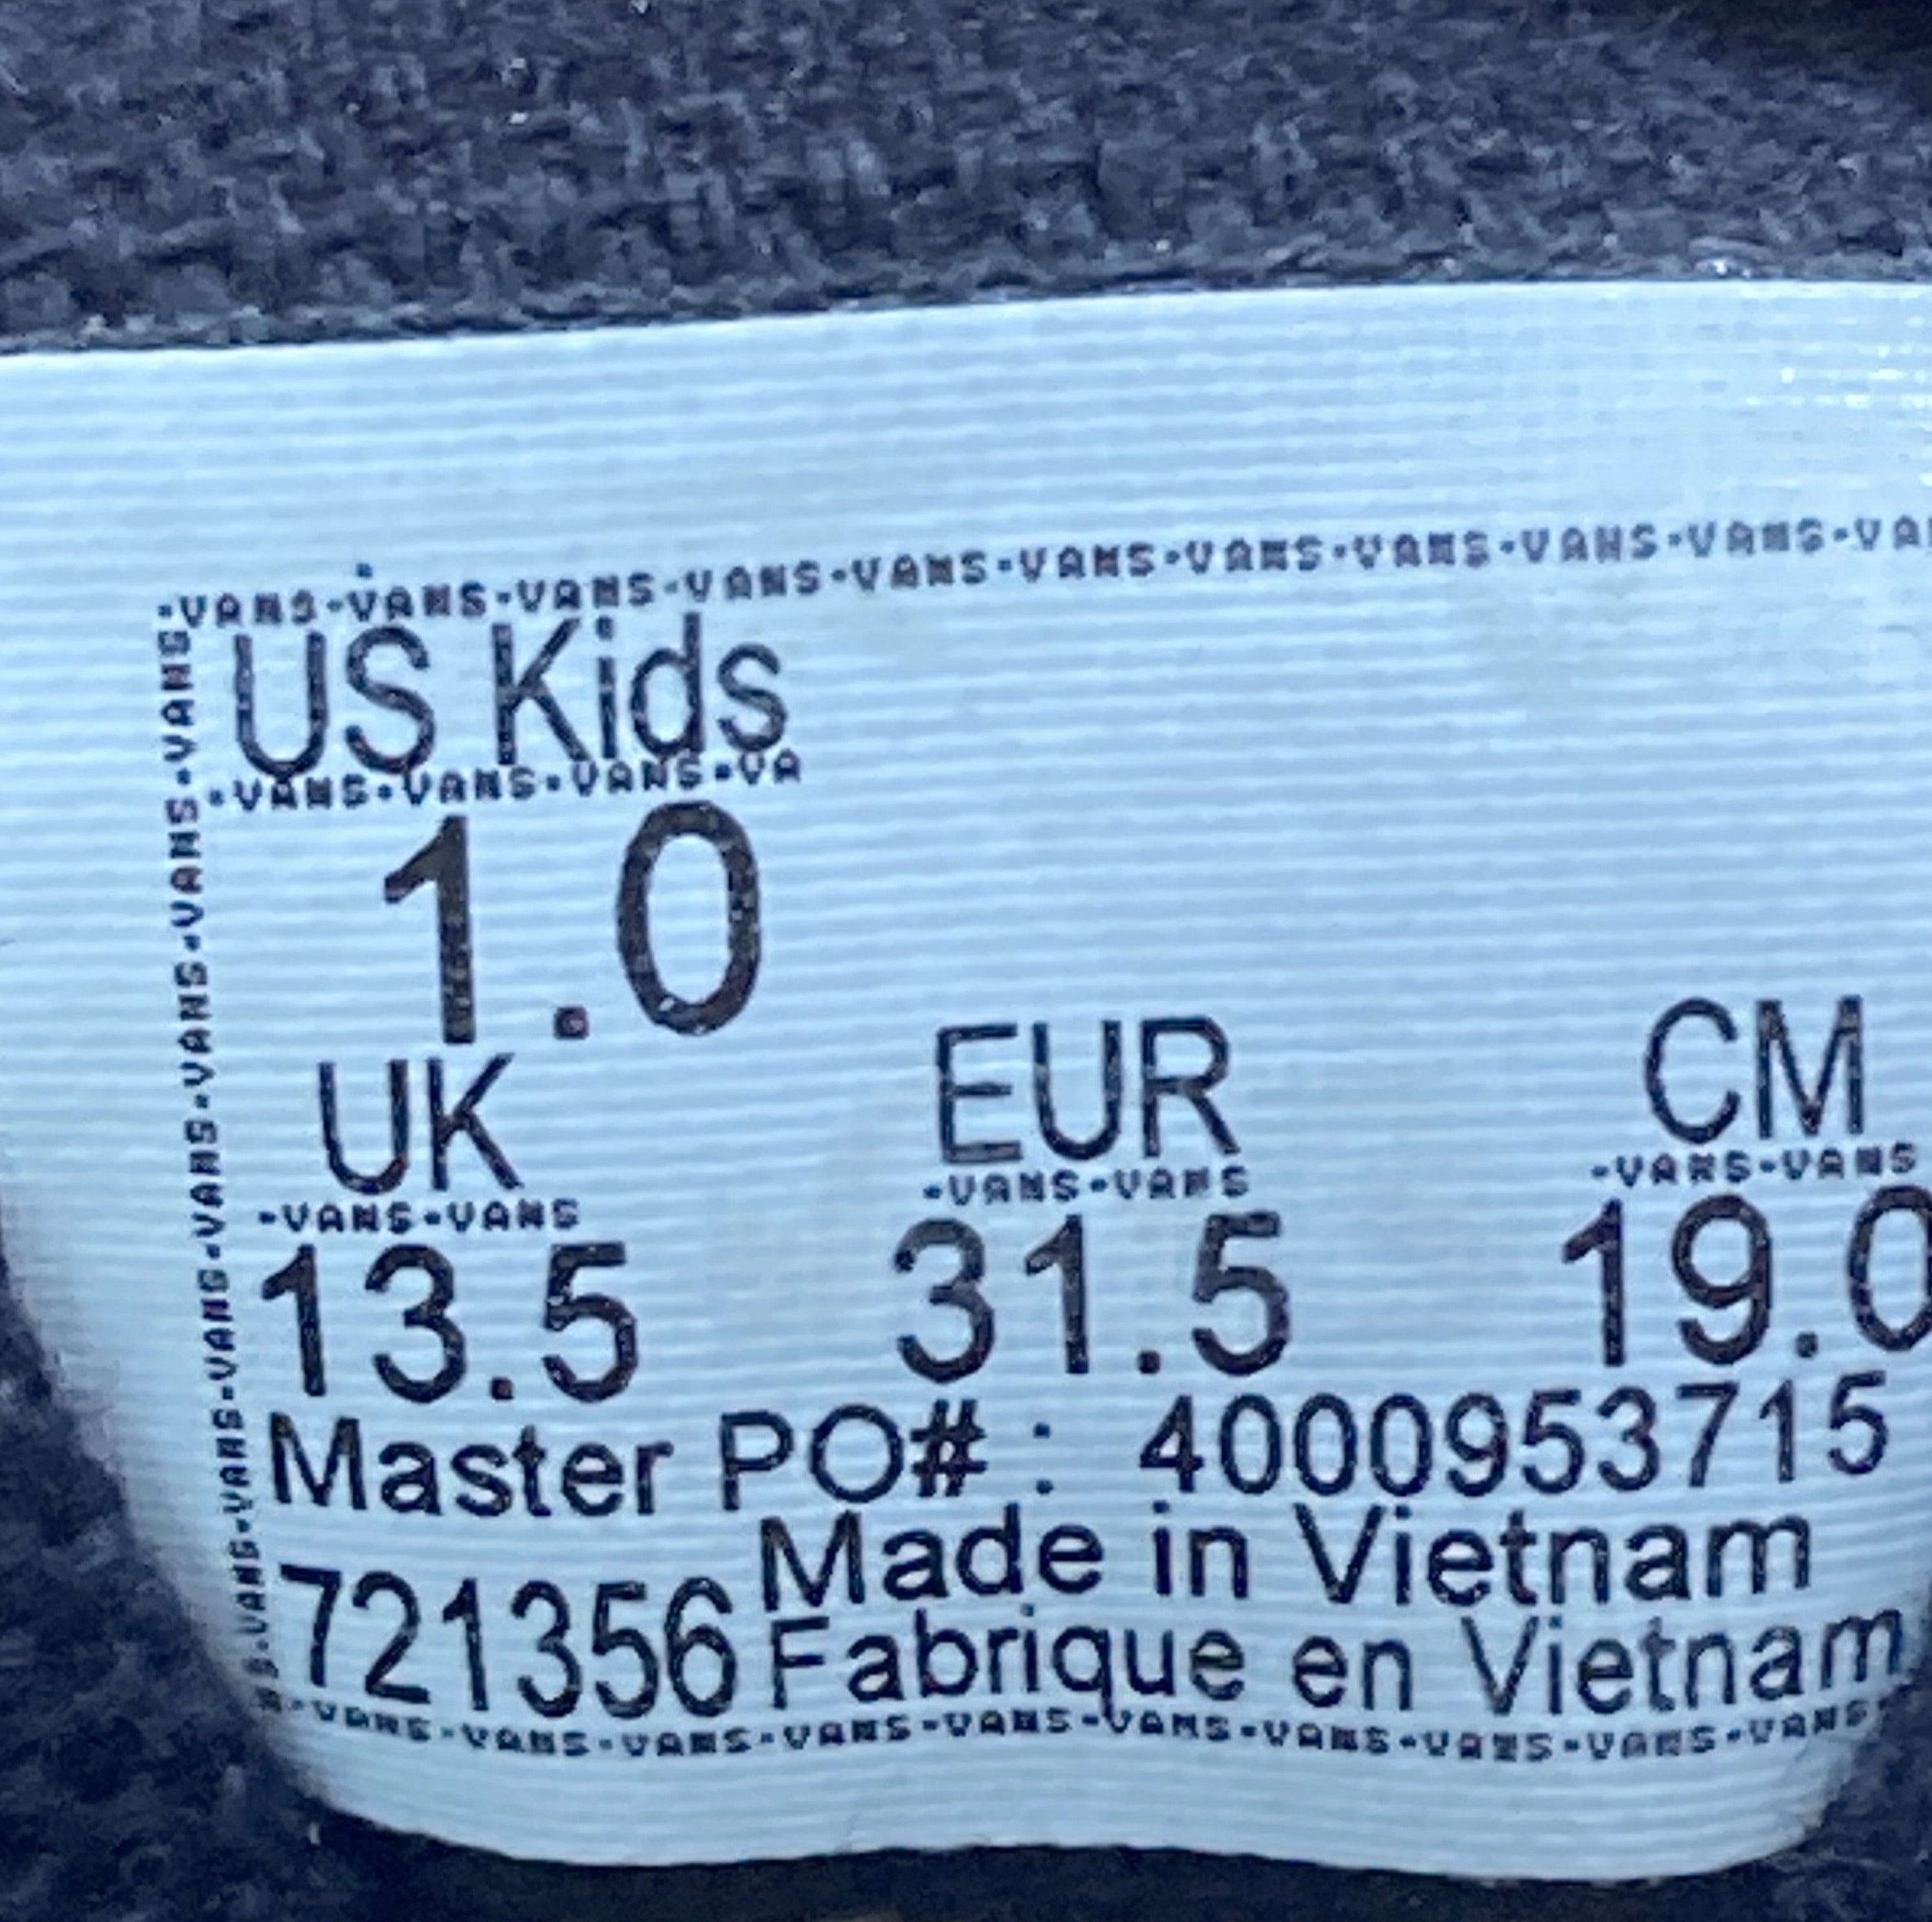 ·VANS·VANS·VANS·VANS·VANS·VANS·VANS·VANS·VANS·VANS·VA
US Kids
·VANS·VANS·VANS·VA
1.0
UK EUR CM
·VANS·VANS ·VANS·VANS ·VANS·VANS
13.5 31.5 19.0
Master PO# : 4000953715
Made in Vietnam
721356 Fabrique en Vietnam
·VANS·VANS·VANS·VANS·VANS·VANS·VANS·VANS·VANS·VANS